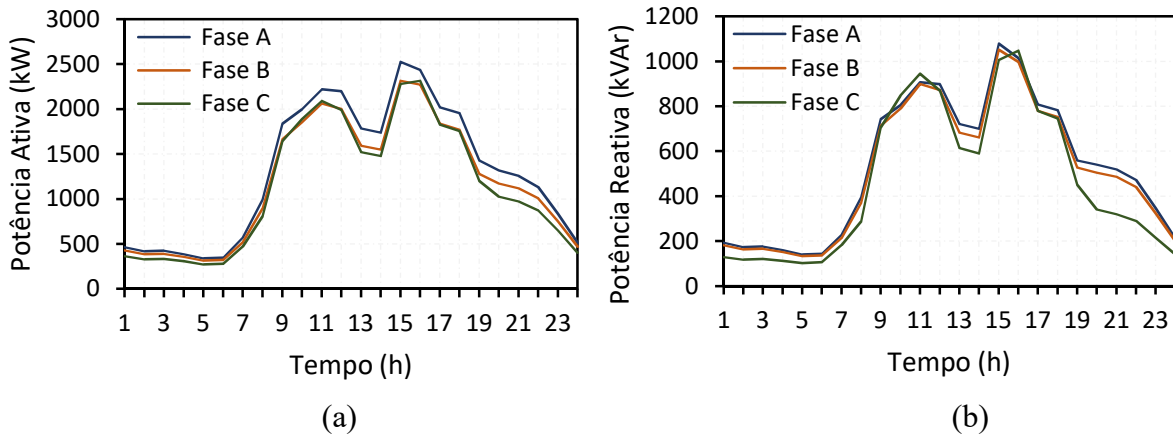 Potência Ativa (kW)
3000
2500
2000
1500
1000
500
0
Fase A
Fase B
Fase C
1 3 5 7 9 11 13 15 17 19 21 23
Tempo (h)
(a)
Potência Reativa (kVAr)
1200
1000
800
600
400
200
0
Fase A
Fase B
Fase C
1 3 5 7 9 11 13 15 17 19 21 23
Tempo (h)
(b)